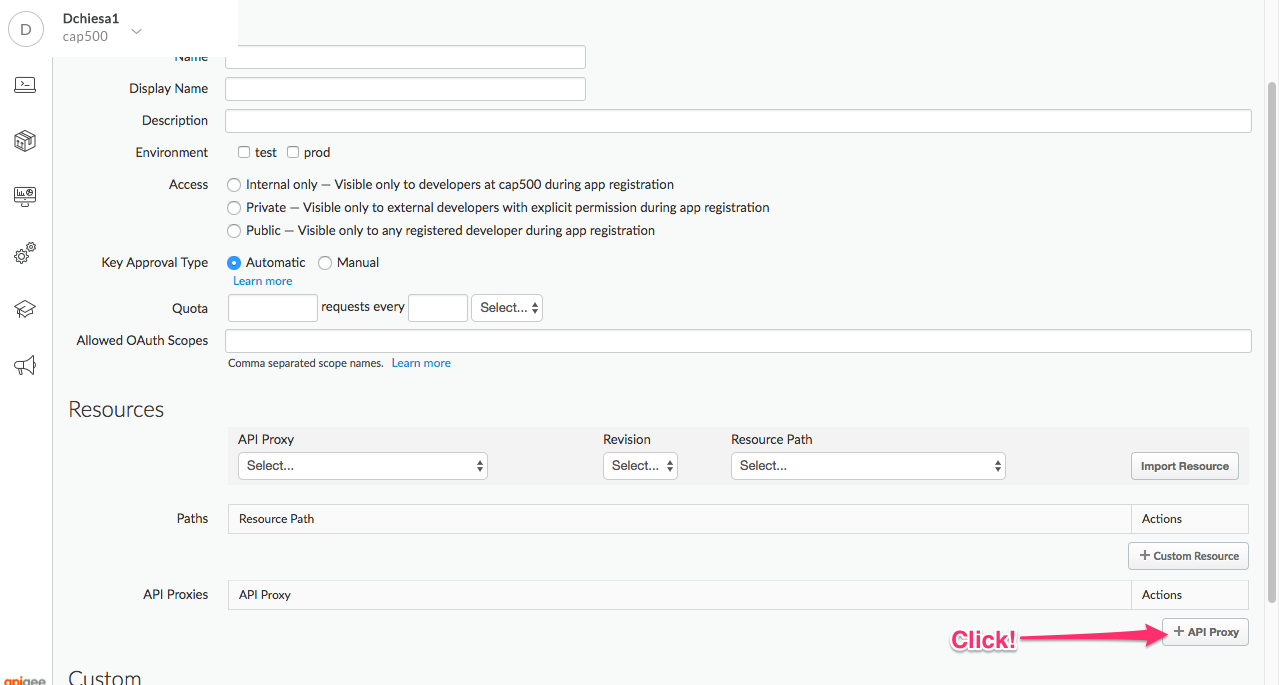 D
Dchiesa1
cap500
Name
Display Name
Description
Environment test prod
Access Internal only — Visible only to developers at cap500 during app registration
Private — Visible only to external developers with explicit permission during app registration
Public — Visible only to any registered developer during app registration
Key Approval Type Automatic Manual
Learn more
Quota requests every Select...
Allowed OAuth Scopes
Comma separated scope names. Learn more
Resources
API Proxy Revision Resource Path
Select... Select... Select... Import Resource
Paths Resource Path Actions
+ Custom Resource
API Proxies API Proxy Actions
Click! + API Proxy
Custom
apigee